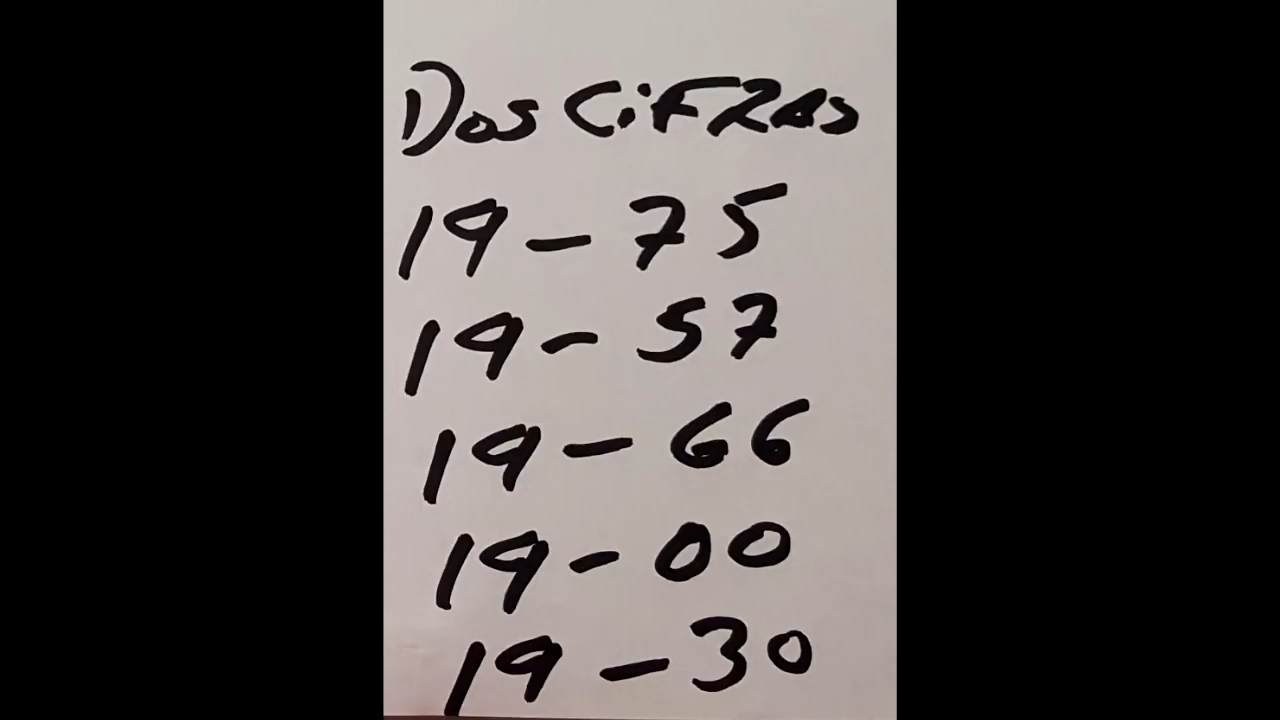 Dos CiFRAs
19 - 75
19 - 57
19 - 66
19 - 00
19 - 30